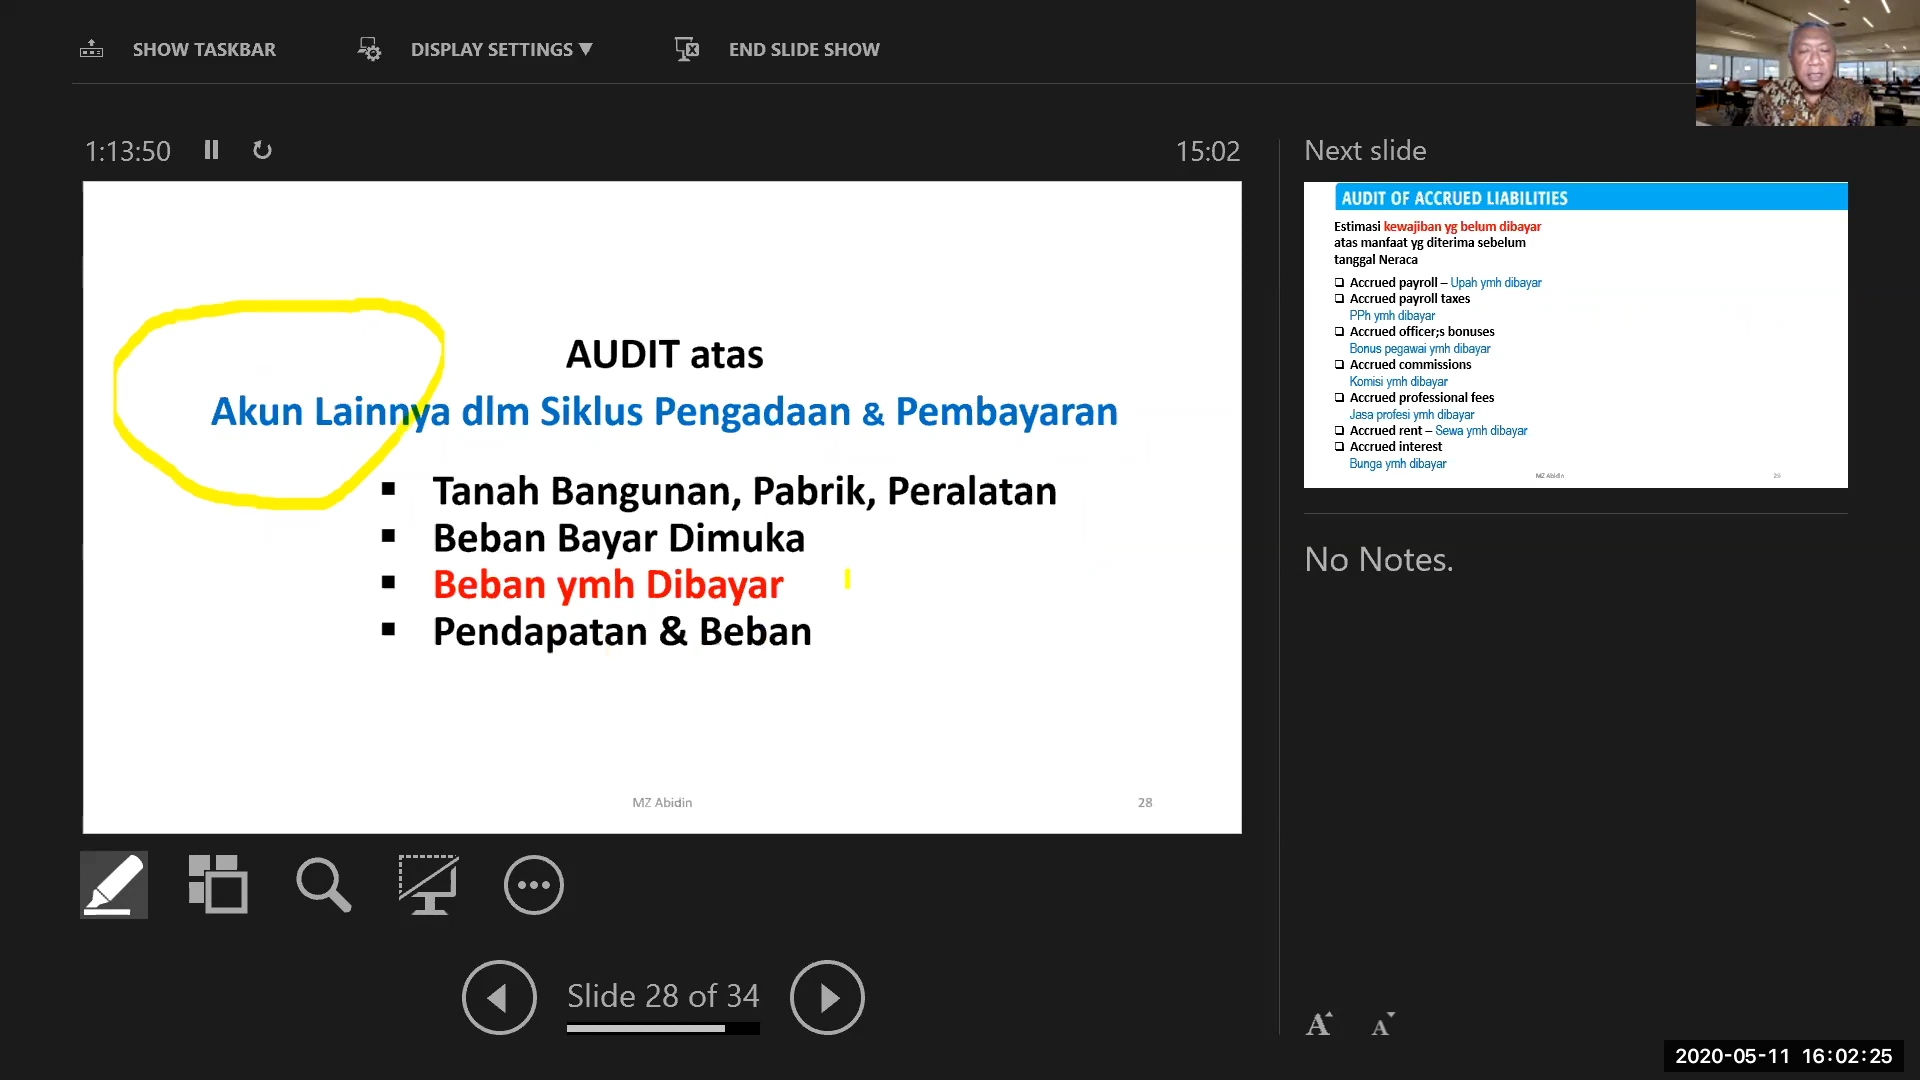 SHOW TASKBAR
DISPLAY SETTINGS ▼
END SLIDE SHOW
1:13:50
15:02
AUDIT atas
Akun Lainnya dlm Siklus Pengadaan & Pembayaran
▪ Tanah Bangunan, Pabrik, Peralatan
▪ Beban Bayar Dimuka
▪ Beban ymh Dibayar
▪ Pendapatan & Beban
MZ Abidin
28
Slide 28 of 34
Next slide
AUDIT OF ACCRUED LIABILITIES
Estimasi kewajiban yg belum dibayar
atas manfaat yg diterima sebelum
tanggal Neraca
❑ Accrued payroll – Upah ymh dibayar
❑ Accrued payroll taxes
PPh ymh dibayar
❑ Accrued officer;s bonuses
Bonus pegawai ymh dibayar
❑ Accrued commissions
Komisi ymh dibayar
❑ Accrued professional fees
Jasa profesi ymh dibayar
❑ Accrued rent – Sewa ymh dibayar
❑ Accrued interest
Bunga ymh dibayar
MZ Abidin
No Notes.
A A
2020-05-11 16:02:25